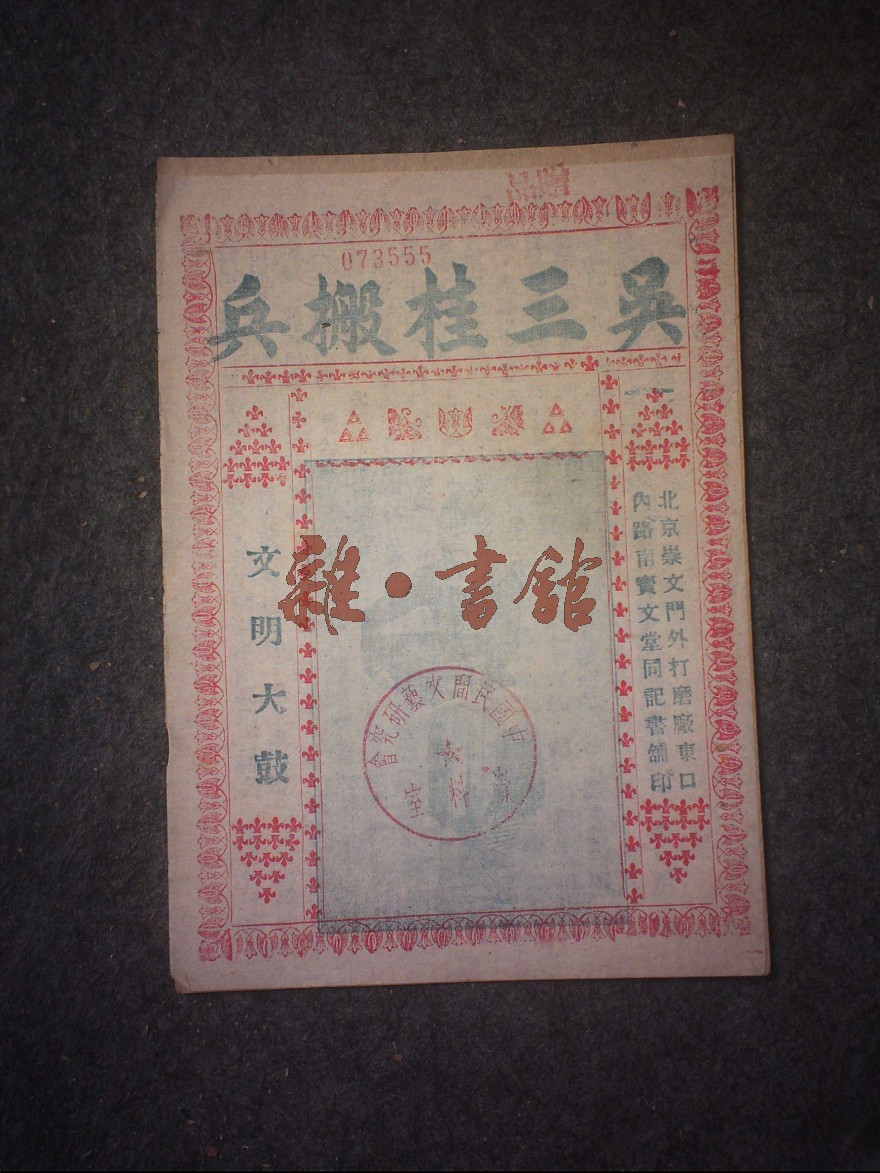 073555
吳三桂搬兵
北京崇文門外打磨廠東口
內路南寶文堂同記書舖印
文明大鼓
雜·書館
中國民間文藝研究會
資料室